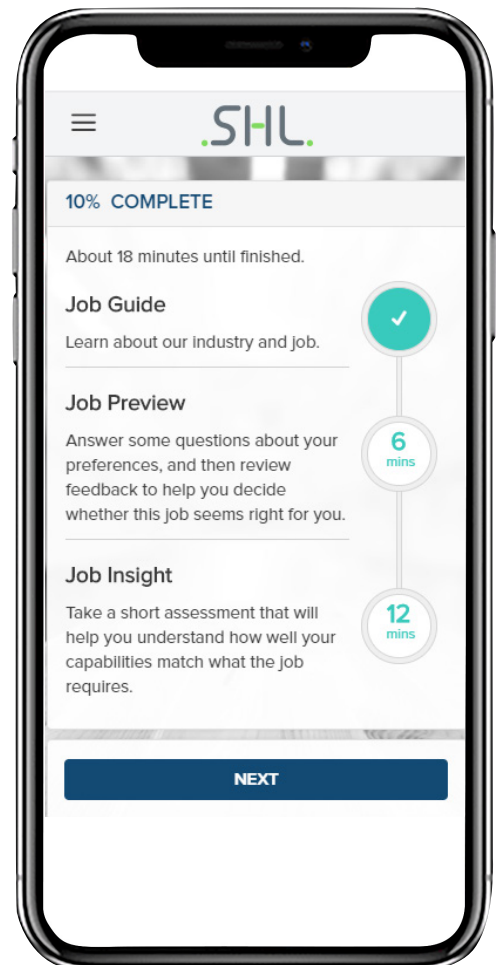 .SHL.
10% COMPLETE
About 18 minutes until finished.
Job Guide
Learn about our industry and job.
Job Preview
6
mins
Answer some questions about your
preferences, and then review
feedback to help you decide
whether this job seems right for you.
Job Insight
12
mins
Take a short assessment that will
help you understand how well your
capabilities match what the job
requires.
NEXT